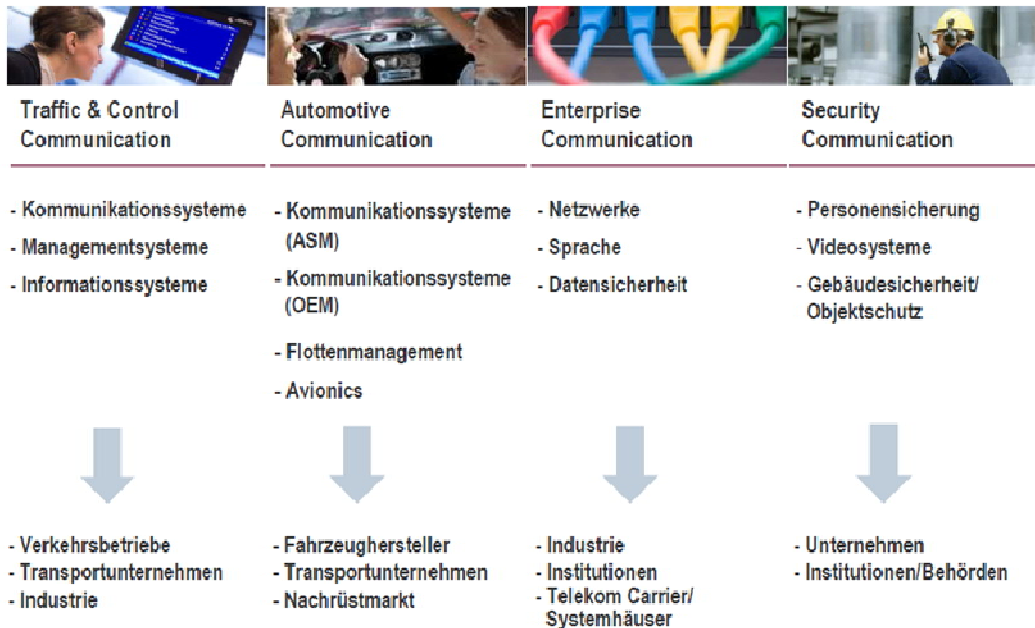 Traffic & Control
Communication
- Kommunikationssysteme
- Managementsysteme
- Informationssysteme
- Verkehrsbetriebe
- Transportunternehmen
- Industrie
Automotive
Communication
- Kommunikationssysteme
(ASM)
- Kommunikationssysteme
(OEM)
- Flottenmanagement
- Avionics
- Fahrzeughersteller
- Transportunternehmen
- Nachrüstmarkt
Enterprise
Communication
- Netzwerke
- Sprache
- Datensicherheit
- Industrie
- Institutionen
- Telekom Carrier/
Systemhäuser
Security
Communication
- Personensicherung
- Videosysteme
- Gebäudesicherheit/
Objektschutz
- Unternehmen
- Institutionen/Behörden